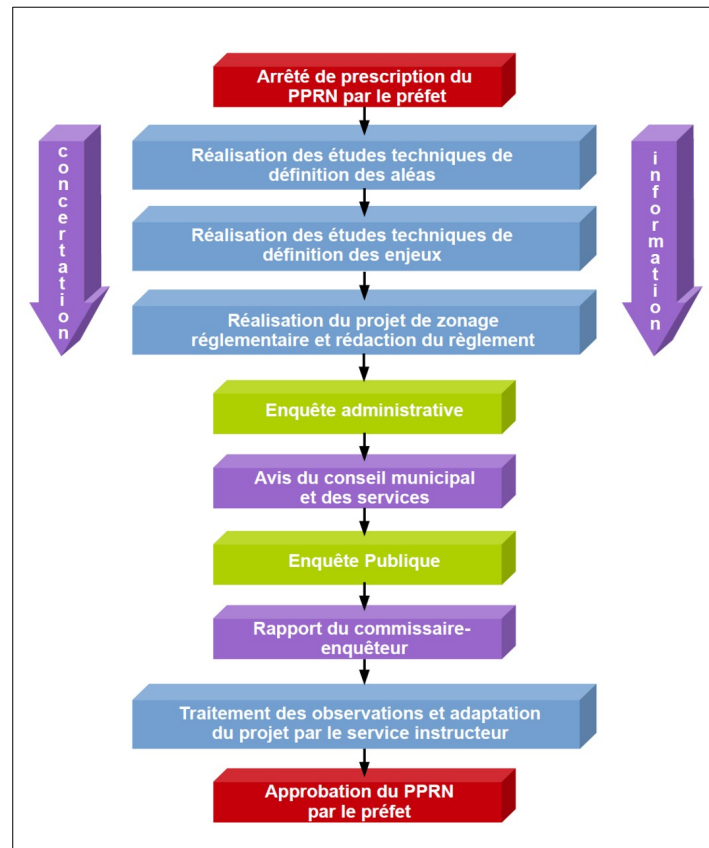 Arrêté de prescription du
PPRN par le préfet
concertation
information
Réalisation des études techniques de
définition des aléas
Réalisation des études techniques de
définition des enjeux
Réalisation du projet de zonage
réglementaire et rédaction du règlement
Enquête administrative
Avis du conseil municipal
et des services
Enquête Publique
Rapport du commissaire-
enquêteur
Traitement des observations et adaptation
du projet par le service instructeur
Approbation du PPRN
par le préfet